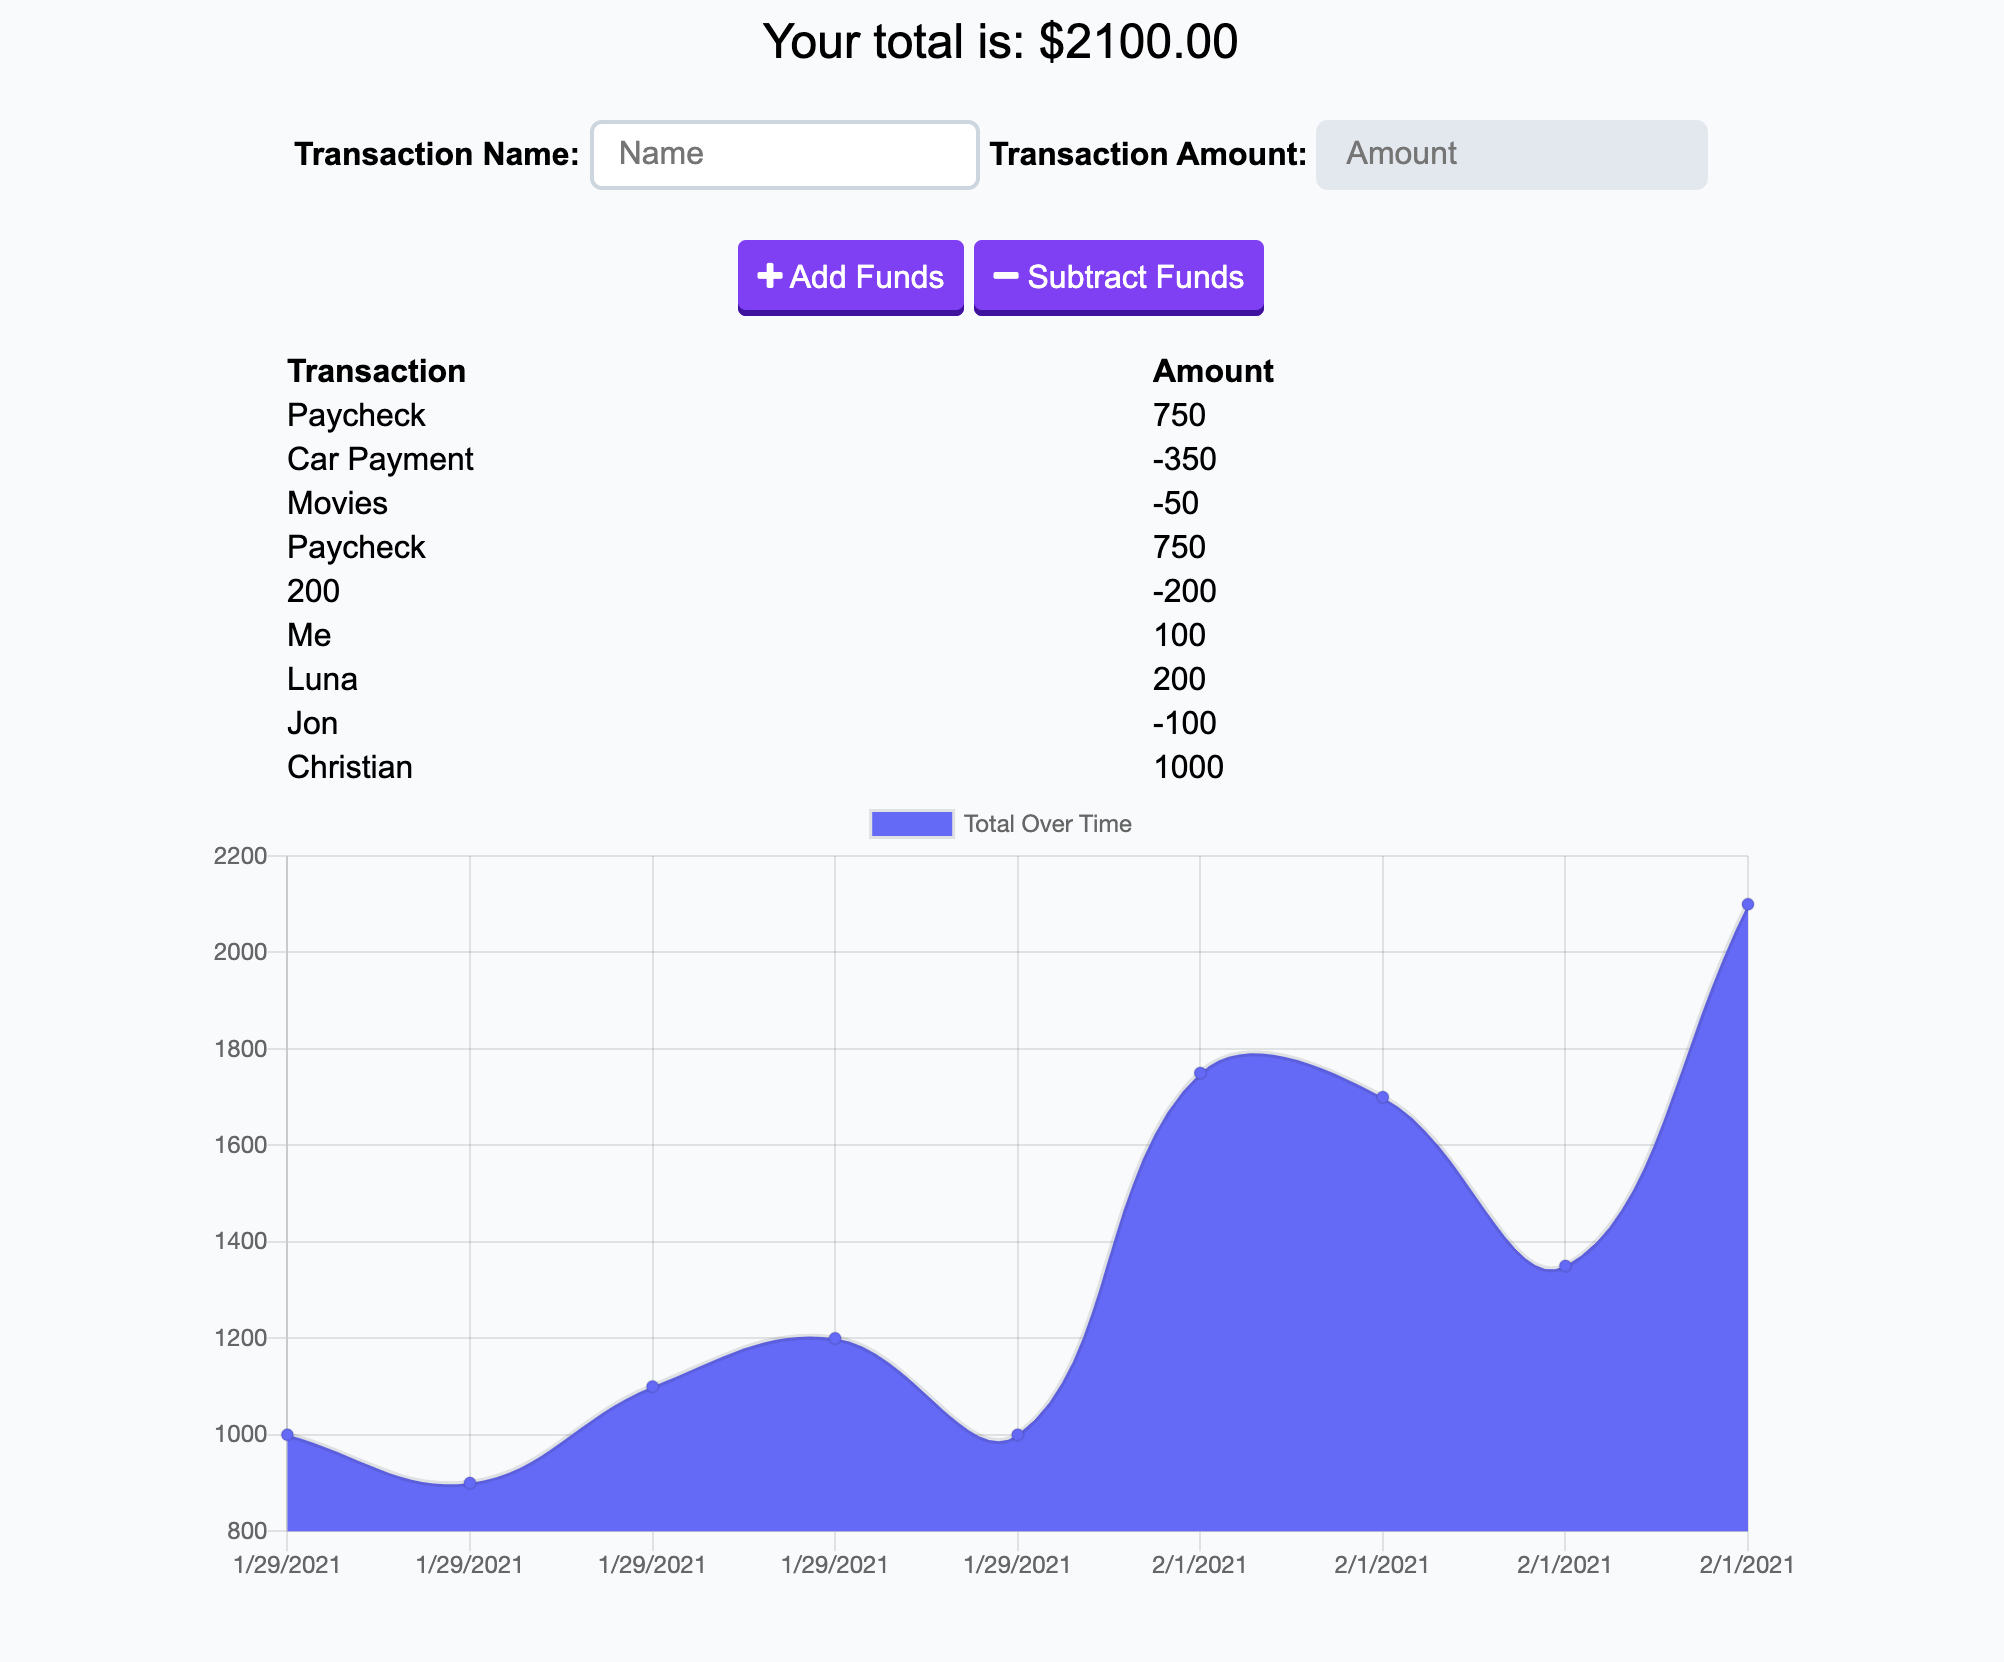 Your total is: $2100.00
Transaction Name: Name Transaction Amount: Amount
Add Funds Subtract Funds
Transaction Amount
Paycheck 750
Car Payment -350
Movies -50
Paycheck 750
200 -200
Me 100
Luna 200
Jon -100
Christian 1000
Total Over Time
2200
2000
1800
1600
1400
1200
1000
800
1/29/2021 1/29/2021 1/29/2021 1/29/2021 1/29/2021 2/1/2021 2/1/2021 2/1/2021 2/1/2021